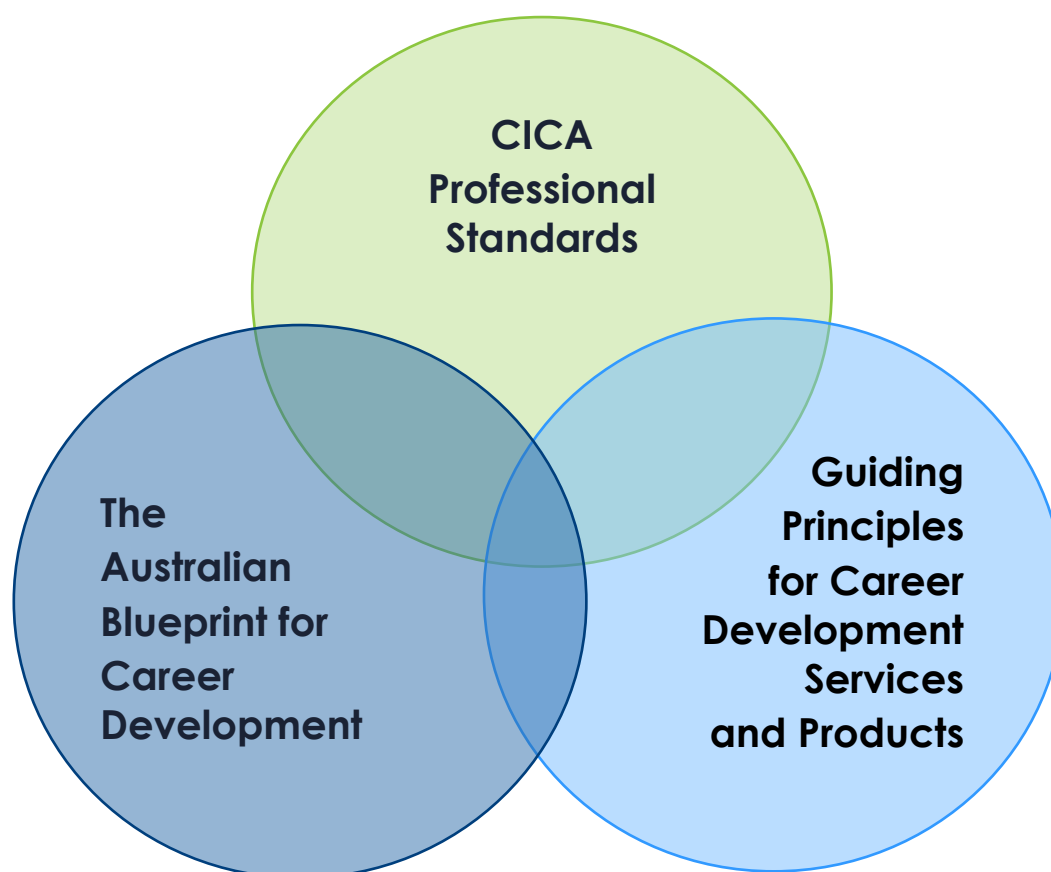 CICA
Professional
Standards
The
Australian
Blueprint for
Career
Development
Guiding
Principles
for Career
Development
Services
and Products